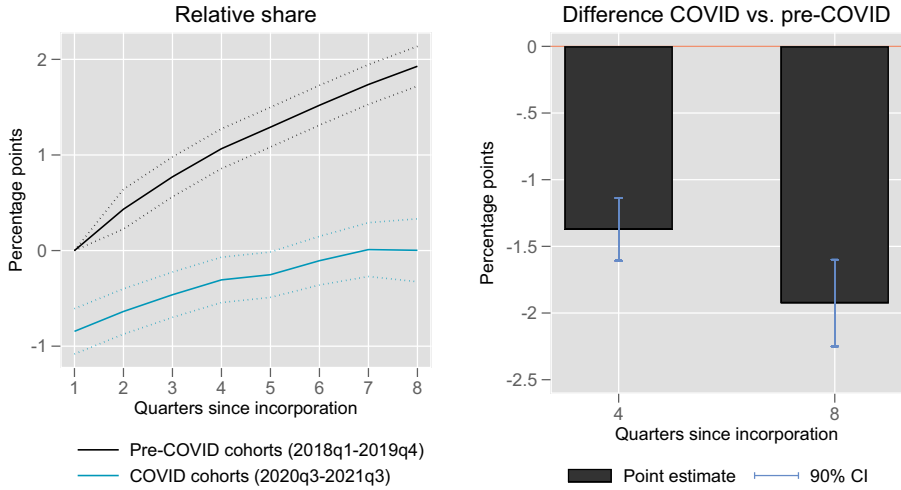 Relative share
Percentage points
2
1
0
-1
1 2 3 4 5 6 7 8
Quarters since incorporation
Pre-COVID cohorts (2018q1-2019q4)
COVID cohorts (2020q3-2021q3)
Difference COVID vs. pre-COVID
Percentage points
0
-.5
-1
-1.5
-2
-2.5
4 8
Quarters since incorporation
Point estimate 90% CI